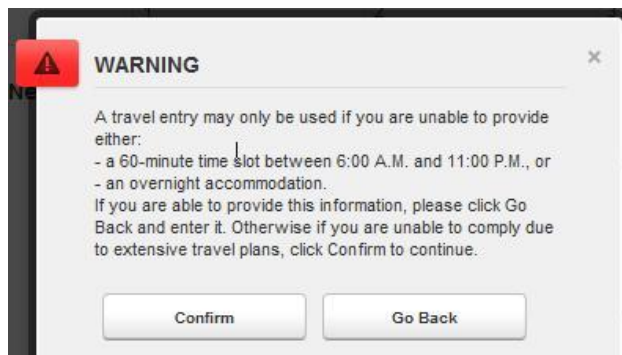 WARNING
×
Ne
A travel entry may only be used if you are unable to provide
either:
- a 60-minute time slot between 6:00 A.M. and 11:00 P.M., or
- an overnight accommodation.
If you are able to provide this information, please click Go
Back and enter it. Otherwise if you are unable to comply due
to extensive travel plans, click Confirm to continue.
Confirm
Go Back